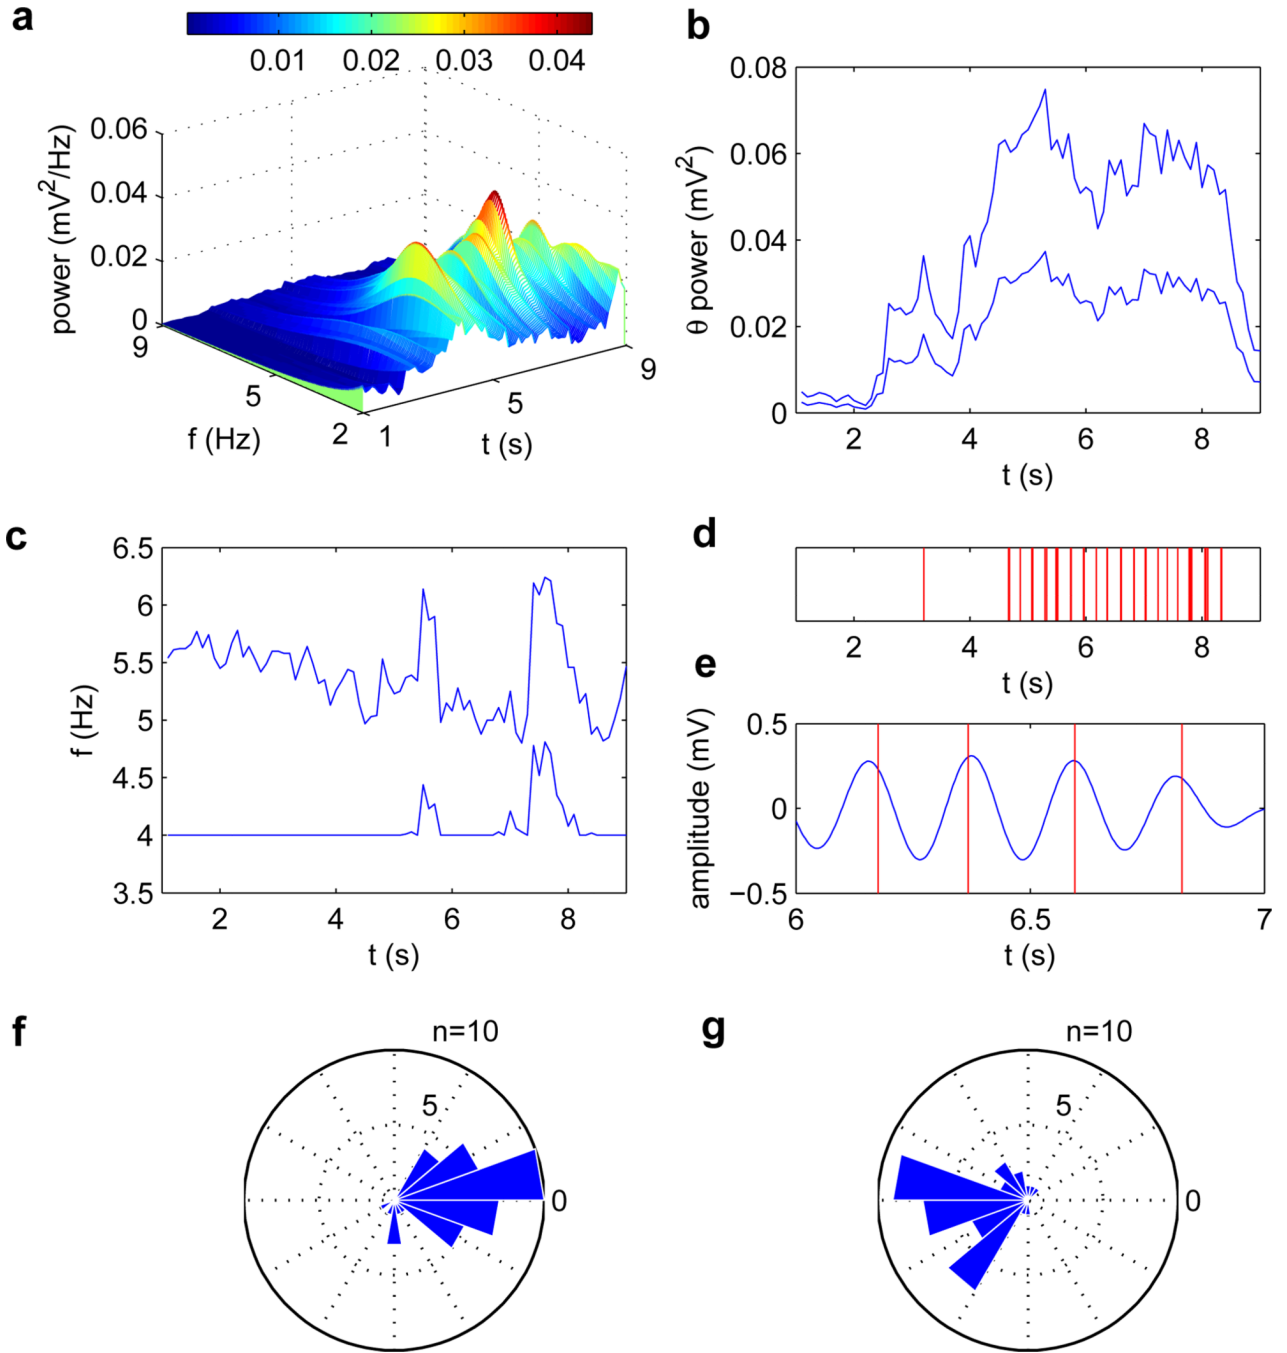 a
0.01 0.02 0.03 0.04
power (mV²/Hz)
0.06
0.04
0.02
0
9
5
2
f (Hz)
1
5
9
t (s)
b
θ power (mV²)
0.08
0.06
0.04
0.02
0
2 4 6 8
t (s)
c
f (Hz)
6.5
6
5.5
5
4.5
4
3.5
2 4 6 8
t (s)
d
2 4 6 8
t (s)
e
amplitude (mV)
0.5
0
−0.5
6 6.5 7
t (s)
f
n=10
5
0
g
n=10
5
0